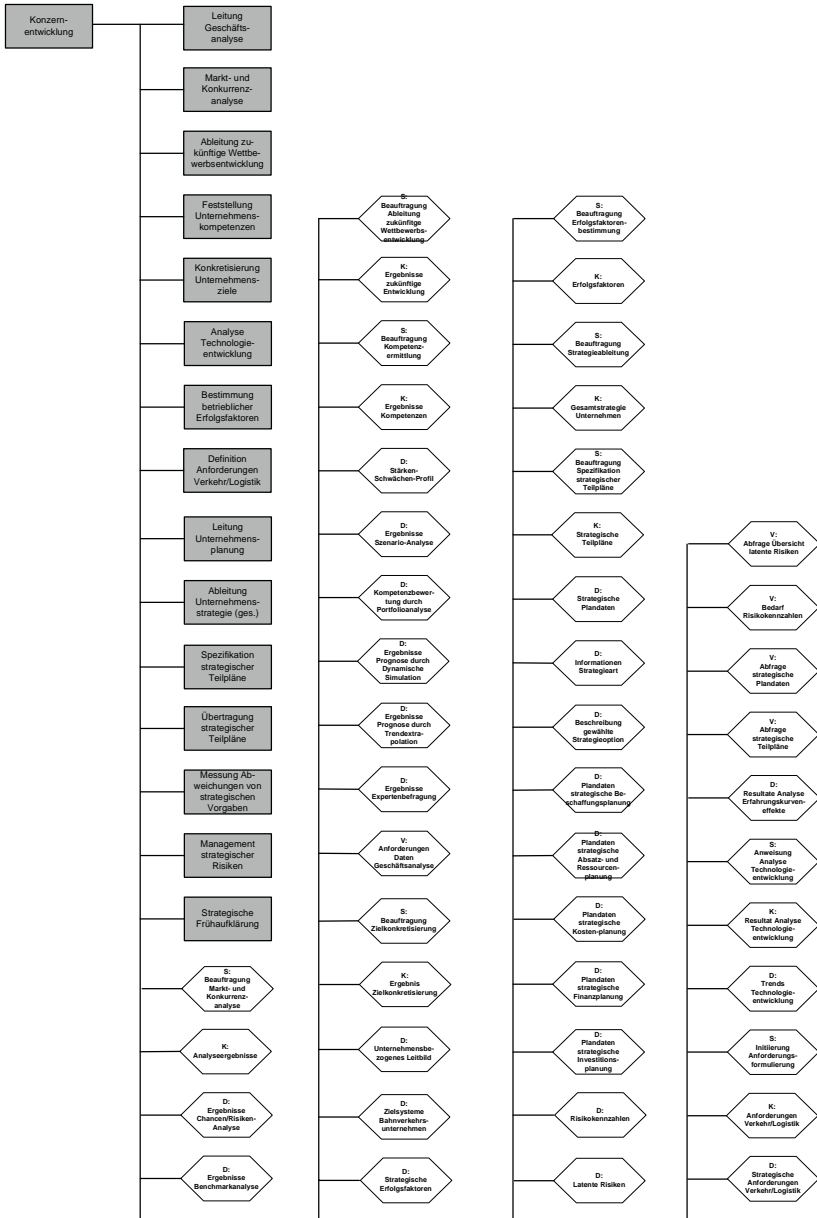 Konzern-
entwicklung
Leitung
Geschäfts-
analyse
Markt- und
Konkurrenz-
analyse
Ableitung zu-
künftige Wettbe-
werbsentwicklung
Feststellung
Unternehmens-
kompetenzen
Konkretisierung
Unternehmens-
ziele
Analyse
Technologie-
entwicklung
Bestimmung
betrieblicher
Erfolgsfaktoren
Definition
Anforderungen
Verkehr/Logistik
Leitung
Unternehmens-
planung
Ableitung
Unternehmens-
strategie (ges.)
Spezifikation
strategischer
Teilpläne
Übertragung
strategischer
Teilpläne
Messung Ab-
weichungen von
strategischen
Vorgaben
Management
strategischer
Risiken
Strategische
Frühaufklärung
S:
Beauftragung
Markt- und
Konkurrenz-
analyse
K:
Analyseergebnisse
D:
Ergebnisse
Chancen/Risiken-
Analyse
D:
Ergebnisse
Benchmarkanalyse
S:
Beauftragung
Ableitung
zukünfitge
Wettbewerbs-
entwicklung
K:
Ergebnisse
zukünftige
Entwicklung
S:
Beauftragung
Kompetenz-
ermittlung
K:
Ergebnisse
Kompetenzen
D:
Stärken-
Schwächen-Profil
D:
Ergebnisse
Szenario-Analyse
D:
Kompetenzbewer-
tung durch
Portfolioanalyse
D:
Ergebnisse
Prognose durch
Dynamische
Simulation
D:
Ergebnisse
Prognose durch
Trendextra-
polation
D:
Ergebnisse
Expertenbefragung
V:
Anforderungen
Daten
Geschäftsanalyse
S:
Beauftragung
Zielkonkretisierung
K:
Ergebnis
Zielkonkretisierung
D:
Unternehmensbe-
zogenes Leitbild
D:
Zielsysteme
Bahnverkehrs-
unternehmen
D:
Strategische
Erfolgsfaktoren
S:
Beauftragung
Erfolgsfaktoren-
bestimmung
K:
Erfolgsfaktoren
S:
Beauftragung
Strategieableitung
K:
Gesamtstrategie
Unternehmen
S:
Beauftragung
Spezifikation
strategischer
Teilpläne
K:
Strategische
Teilpläne
D:
Strategische
Plandaten
D:
Informationen
Strategieart
D:
Beschreibung
gewählte
Strategieoption
D:
Plandaten
strategische Be-
schaffungsplanung
D:
Plandaten
strategische
Absatz- und
Ressourcen-
planung
D:
Plandaten
strategische
Kosten-planung
D:
Plandaten
strategische
Finanzplanung
D:
Plandaten
strategische
Investitions-
planung
D:
Risikokennzahlen
D:
Latente Risiken
V:
Abfrage Übersicht
latente Risiken
V:
Bedarf
Risikokennzahlen
V:
Abfrage
strategische
Plandaten
V:
Abfrage
strategische
Teilpläne
D:
Resultate Analyse
Erfahrungskurven-
effekte
S:
Anweisung
Analyse
Technologie-
entwicklung
K:
Resultat Analyse
Technologie-
entwicklung
D:
Trends
Technologie-
entwicklung
S:
Initiierung
Anforderungs-
formulierung
K:
Anforderungen
Verkehr/Logistik
D:
Strategische
Anforderungen
Verkehr/Logistik